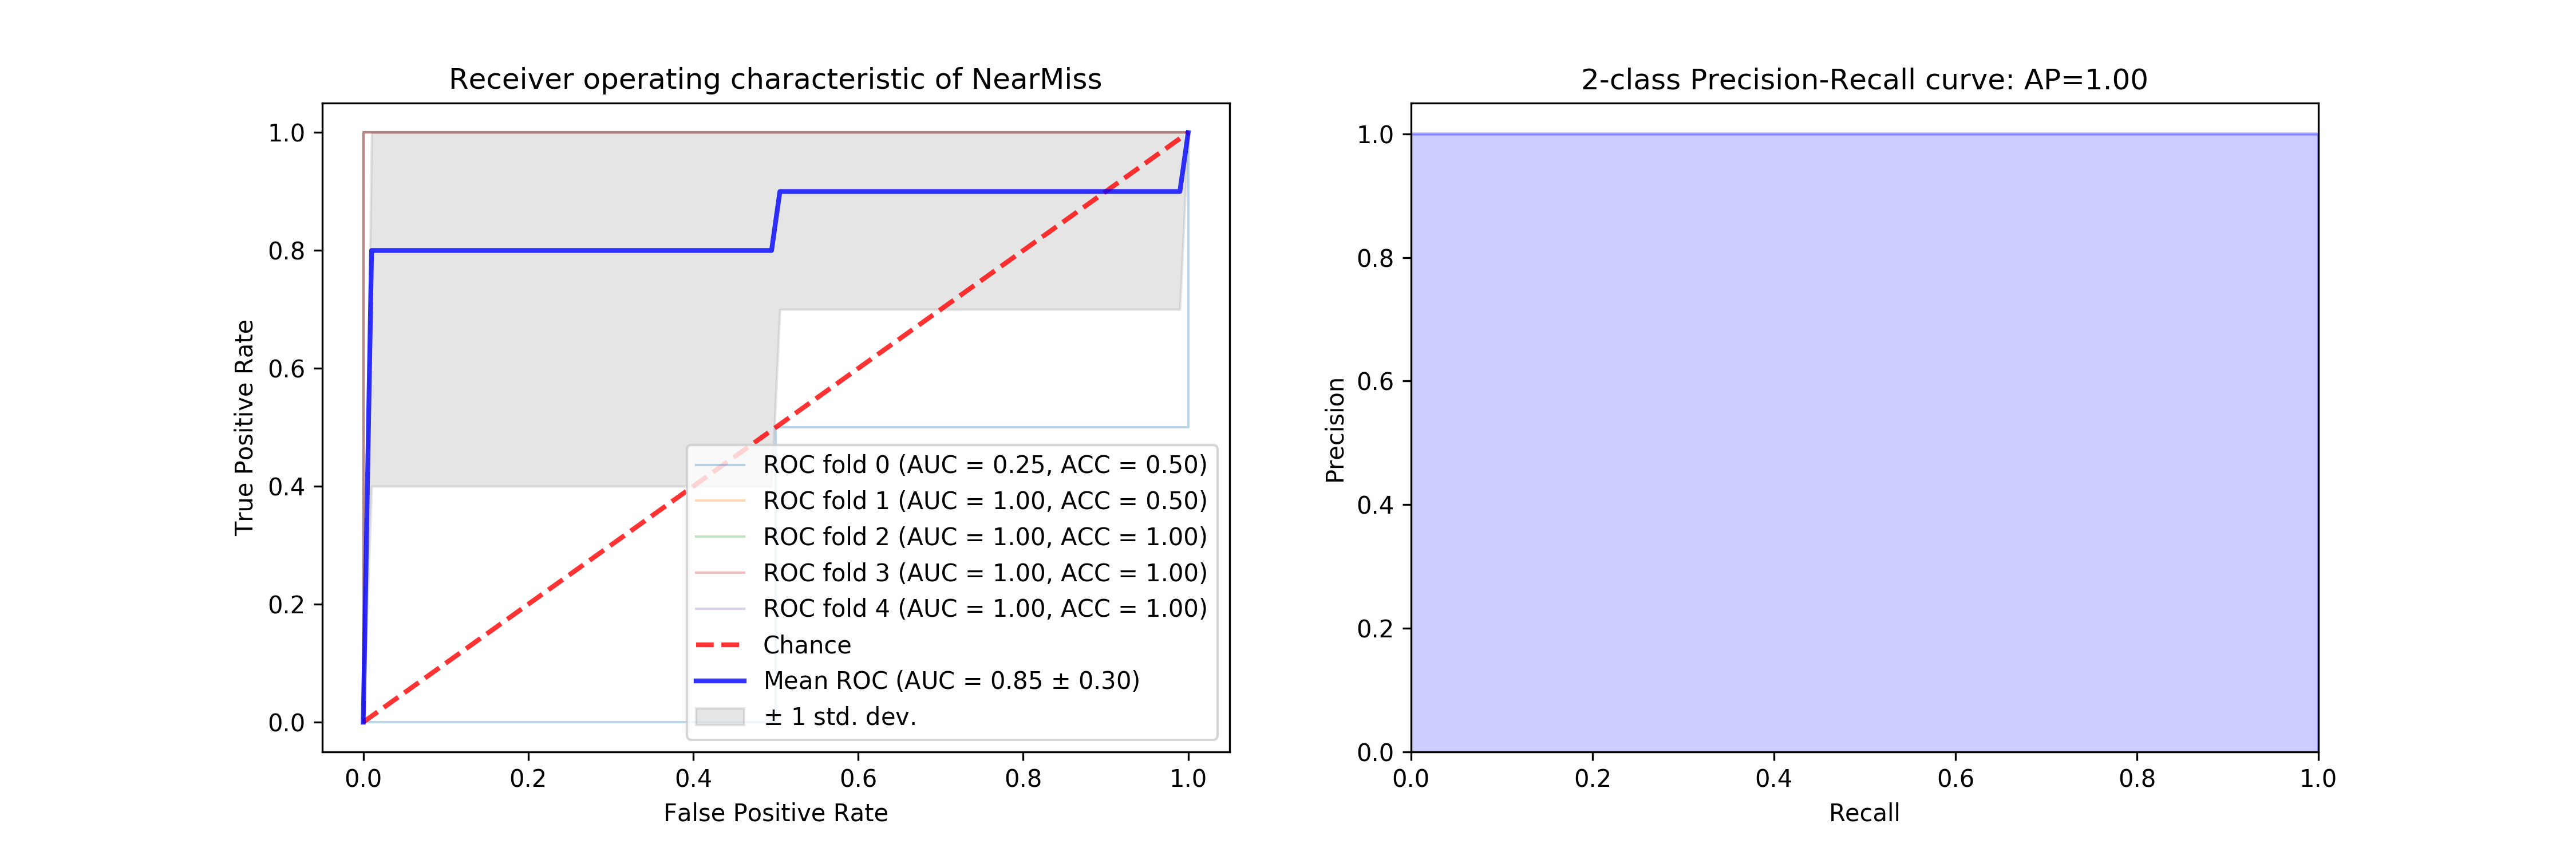 Receiver operating characteristic of NearMiss
True Positive Rate
1.0
0.8
0.6
0.4
0.2
0.0
0.0 0.2 0.4 0.6 0.8 1.0
False Positive Rate
ROC fold 0 (AUC = 0.25, ACC = 0.50)
ROC fold 1 (AUC = 1.00, ACC = 0.50)
ROC fold 2 (AUC = 1.00, ACC = 1.00)
ROC fold 3 (AUC = 1.00, ACC = 1.00)
ROC fold 4 (AUC = 1.00, ACC = 1.00)
Chance
Mean ROC (AUC = 0.85 ± 0.30)
± 1 std. dev.
2-class Precision-Recall curve: AP=1.00
Precision
1.0
0.8
0.6
0.4
0.2
0.0
0.0 0.2 0.4 0.6 0.8 1.0
Recall